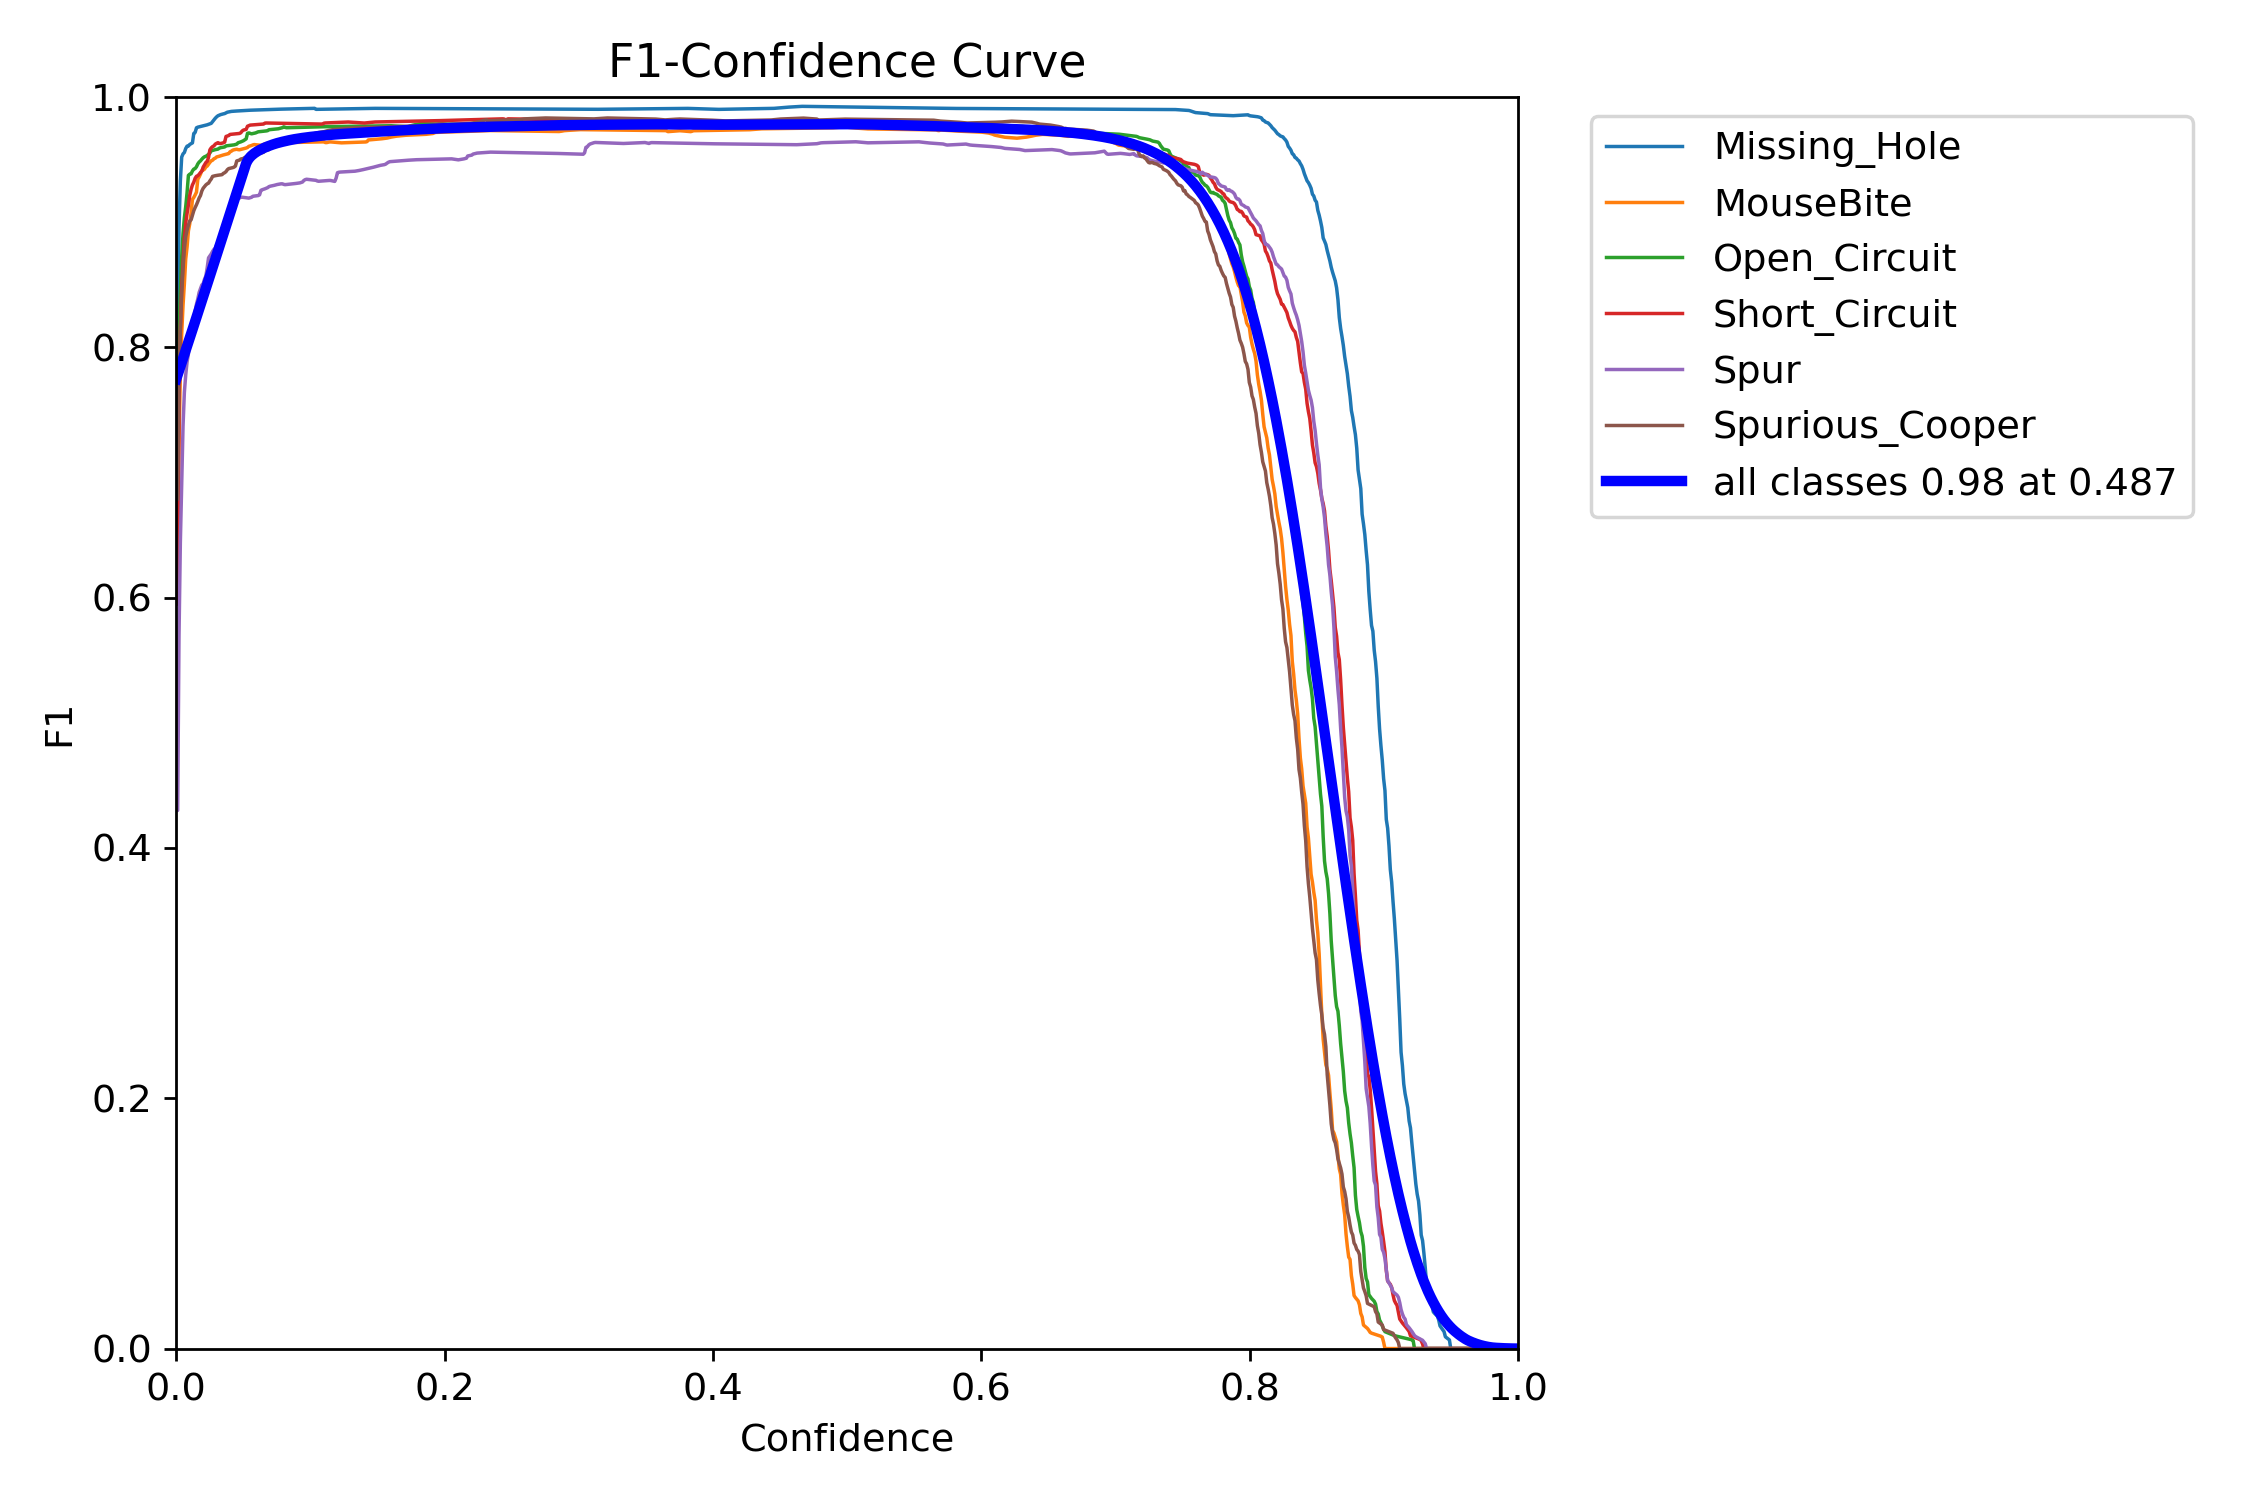 F1-Confidence Curve
1.0
0.8
0.6
0.4
0.2
0.0
F1
0.0 0.2 0.4 0.6 0.8 1.0
Confidence
Missing_Hole
MouseBite
Open_Circuit
Short_Circuit
Spur
Spurious_Cooper
all classes 0.98 at 0.487